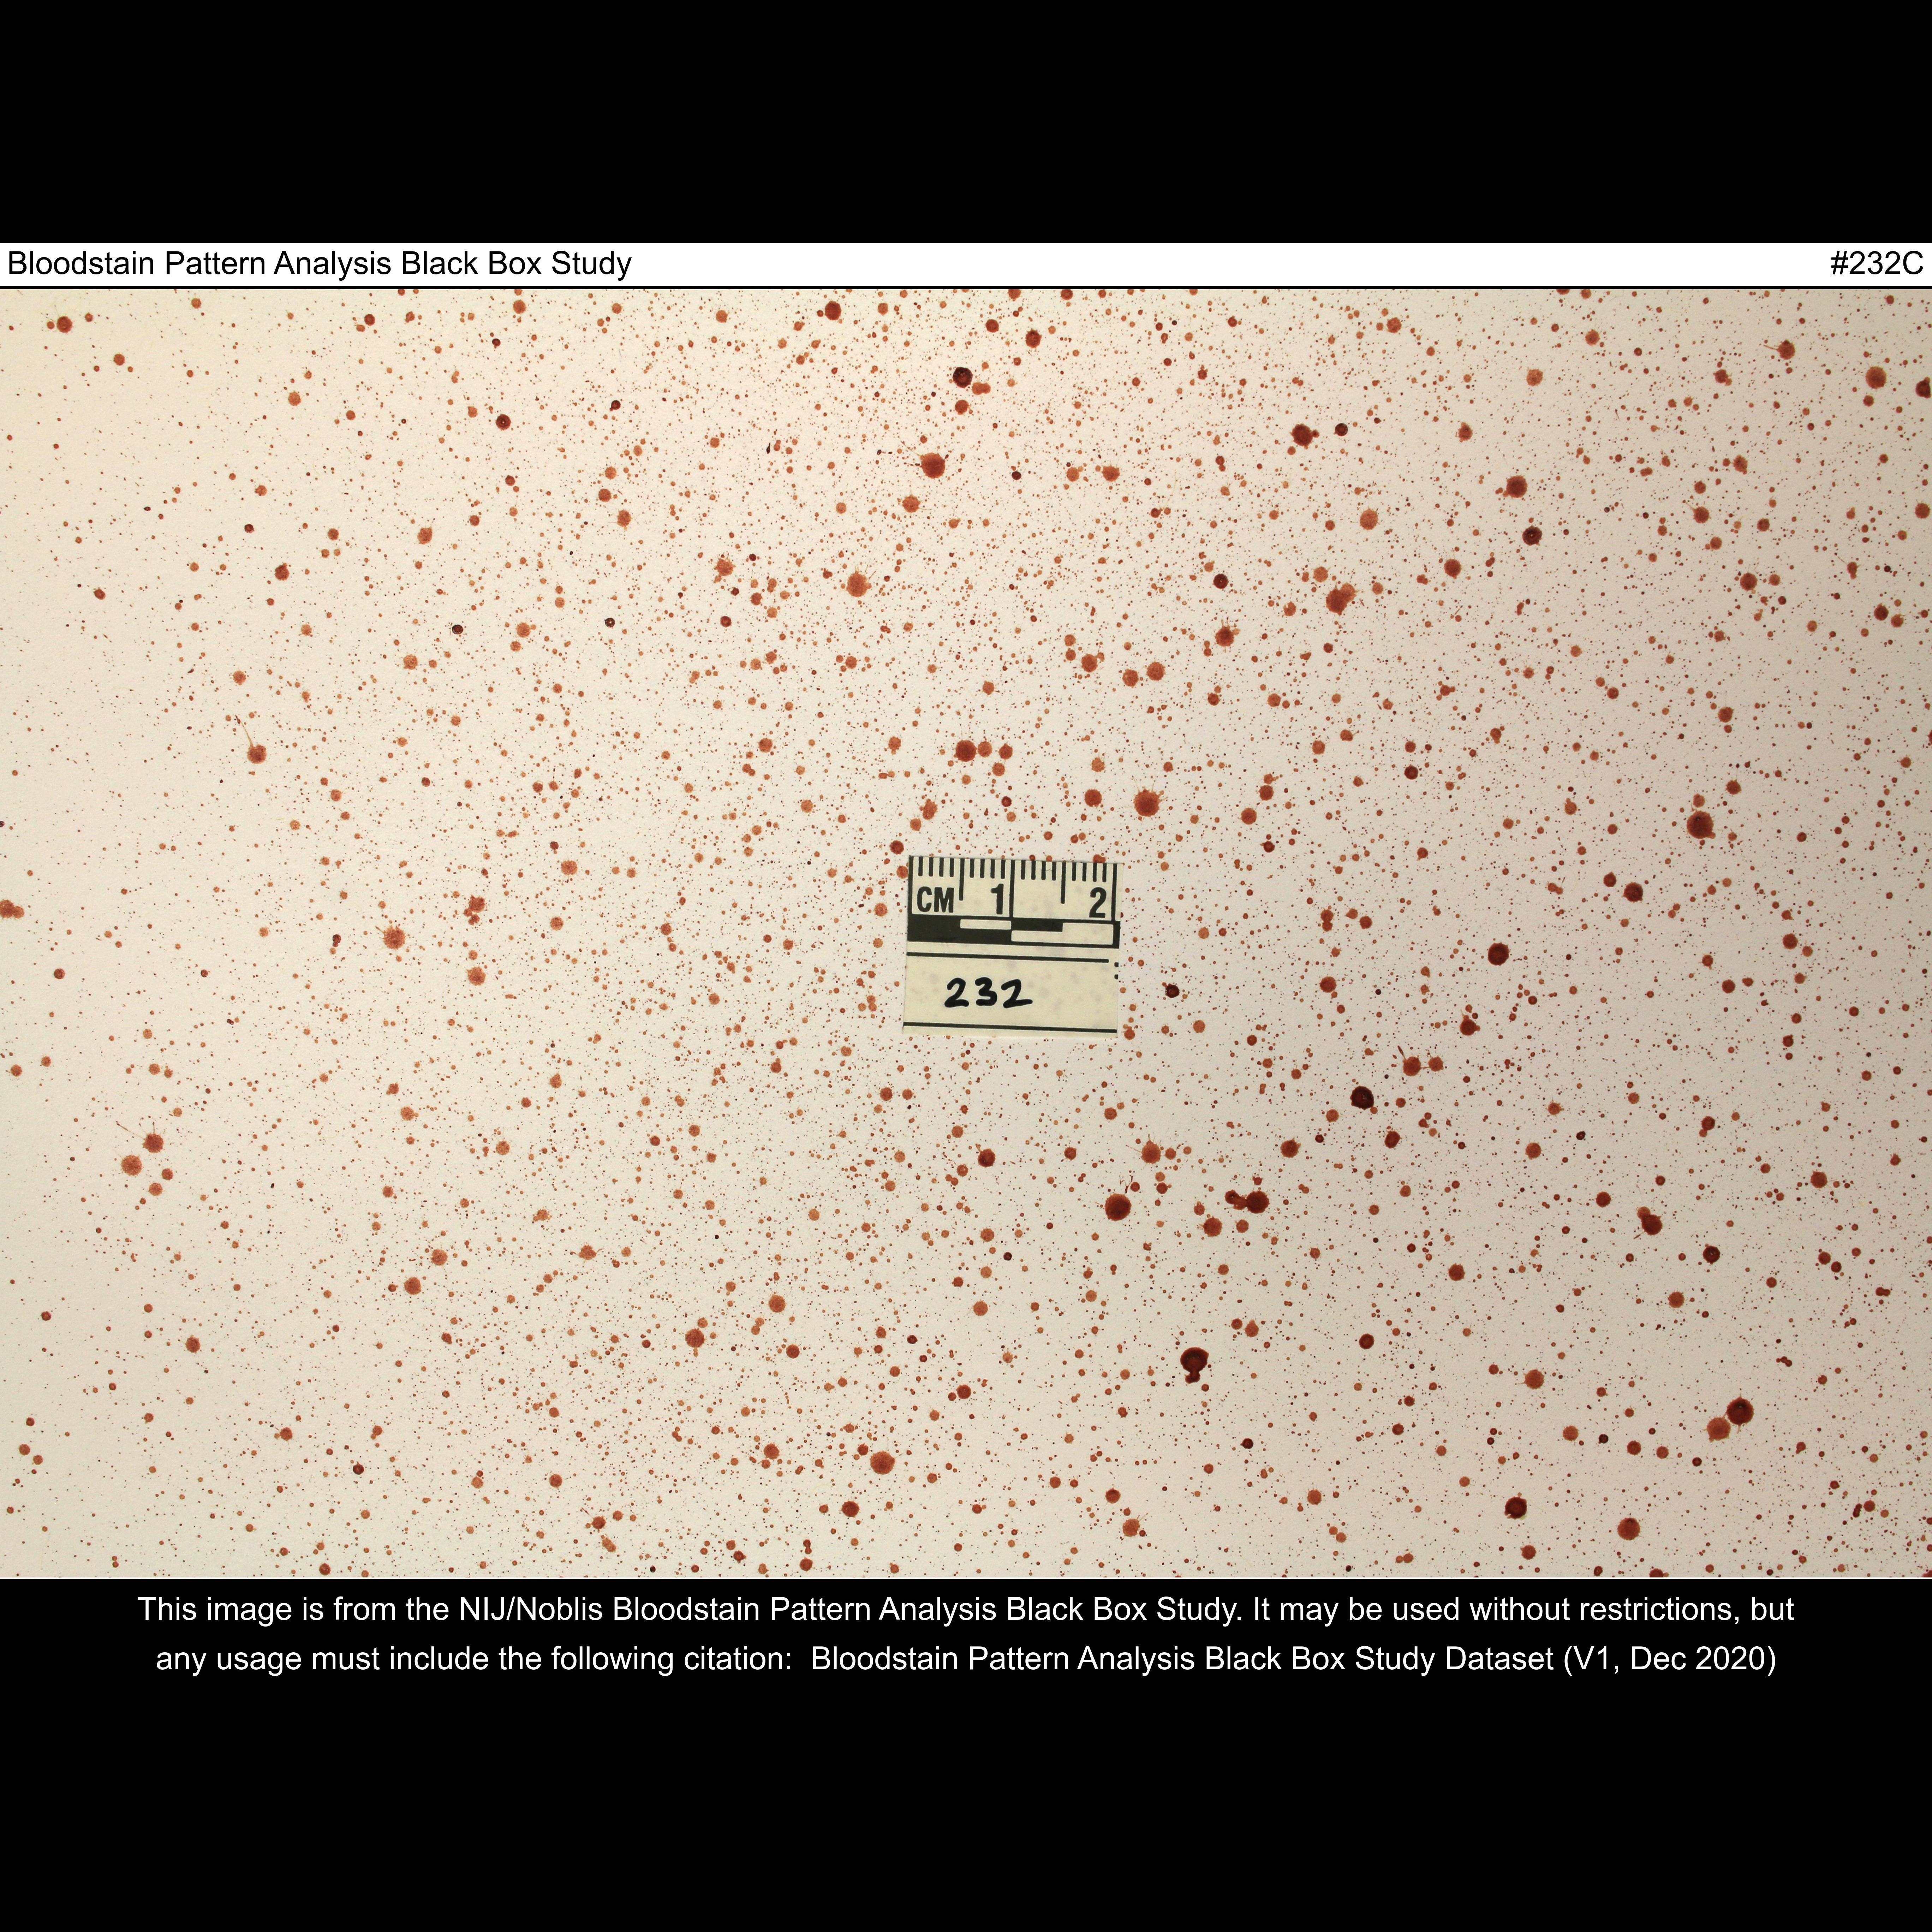 Bloodstain Pattern Analysis Black Box Study #232C
CM 1 2
232
This image is from the NIJ/Noblis Bloodstain Pattern Analysis Black Box Study. It may be used without restrictions, but
any usage must include the following citation: Bloodstain Pattern Analysis Black Box Study Dataset (V1, Dec 2020)